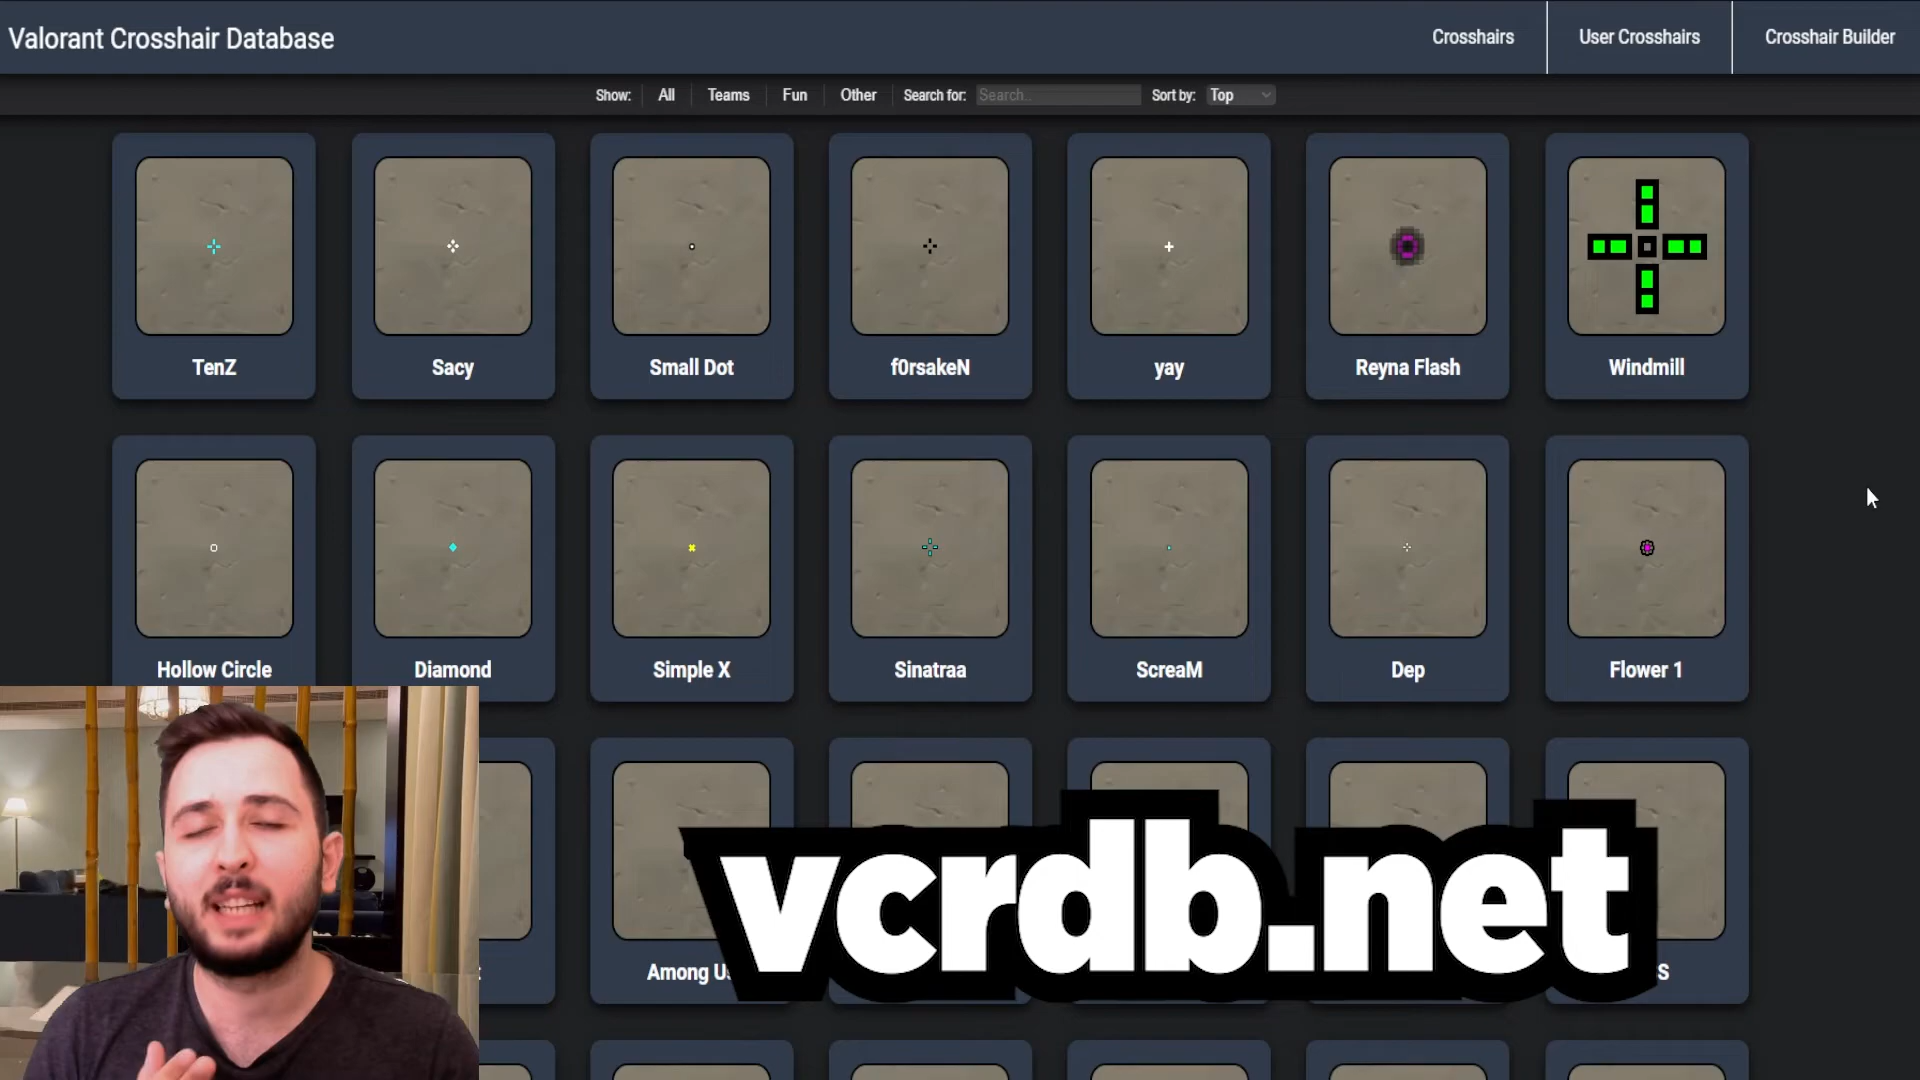 Valorant Crosshair Database
Crosshairs
User Crosshairs
Crosshair Builder
Show:
All
Teams
Fun
Other
Search for:
Search..
Sort by:
Top
TenZ
Sacy
Small Dot
f0rsakeN
yay
Reyna Flash
Windmill
Hollow Circle
Diamond
Simple X
Sinatraa
ScreaM
Dep
Flower 1
Among Us
vcrdb.net